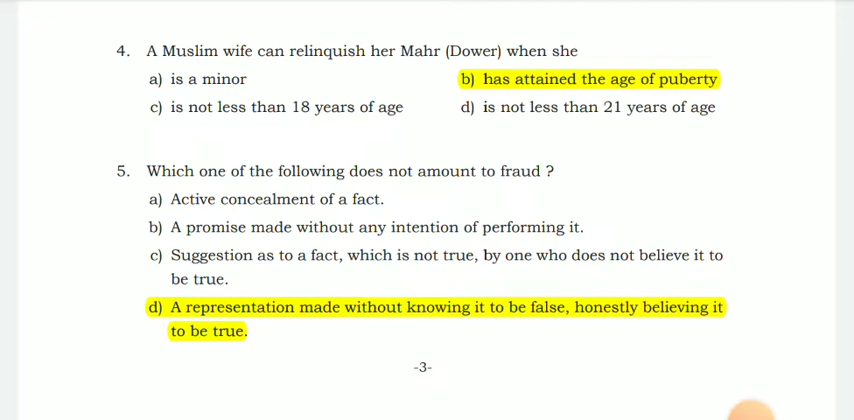 4. A Muslim wife can relinquish her Mahr (Dower) when she
a) is a minor b) has attained the age of puberty
c) is not less than 18 years of age d) is not less than 21 years of age
5. Which one of the following does not amount to fraud ?
a) Active concealment of a fact.
b) A promise made without any intention of performing it.
c) Suggestion as to a fact, which is not true, by one who does not believe it to
be true.
d) A representation made without knowing it to be false, honestly believing it
to be true.
-3-